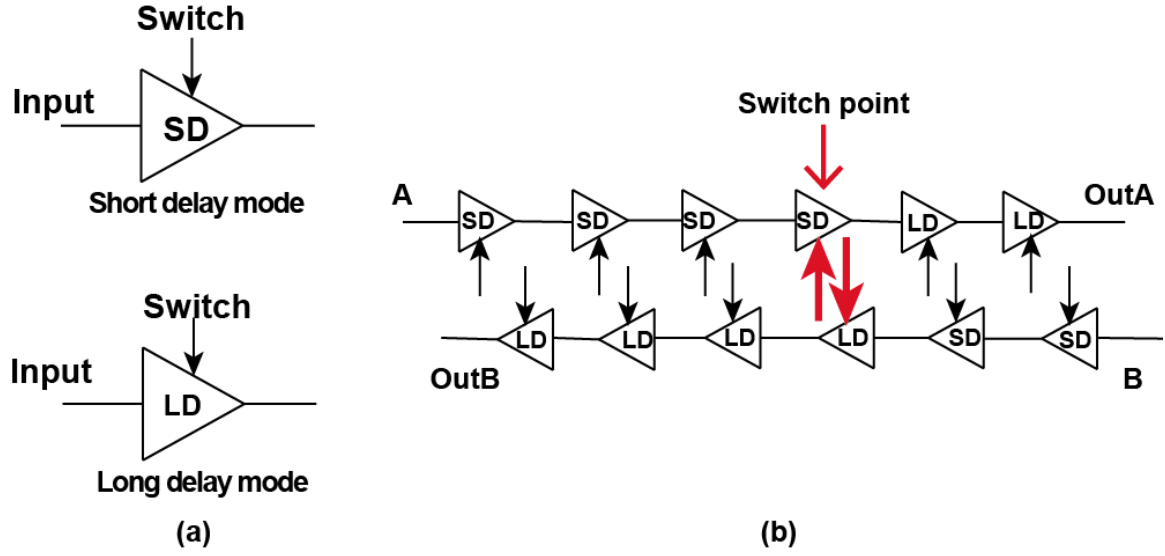 Switch
Input
SD
Short delay mode
Switch
Input
LD
Long delay mode
(a)
Switch point
A
SD
SD
SD
SD
LD
LD
OutA
LD
LD
LD
LD
SD
SD
OutB
B
(b)